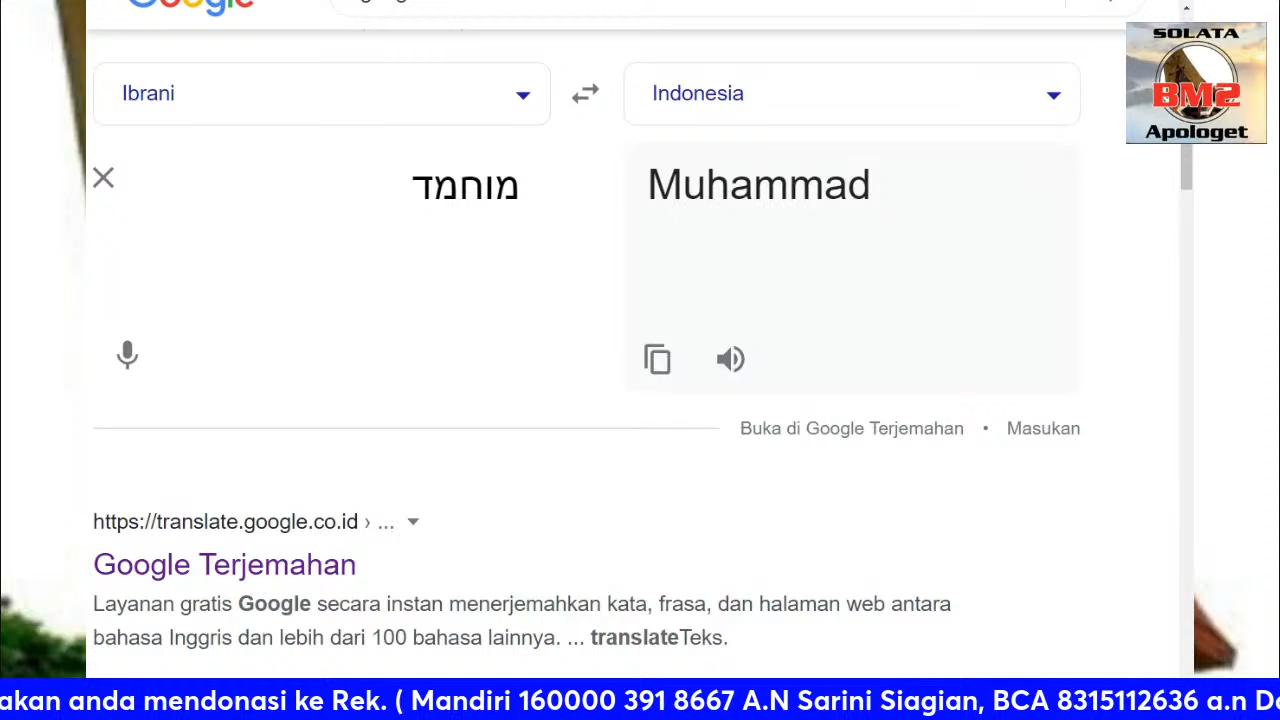 Google
SOLATA
BM2
Apologet
Ibrani
Indonesia
מוחמד
Muhammad
Buka di Google Terjemahan • Masukan
https://translate.google.co.id › ...
Google Terjemahan
Layanan gratis Google secara instan menerjemahkan kata, frasa, dan halaman web antara
bahasa Inggris dan lebih dari 100 bahasa lainnya. ... translateTeks.
akan anda mendonasi ke Rek. ( Mandiri 160000 391 8667 A.N Sarini Siagian, BCA 8315112636 a.n